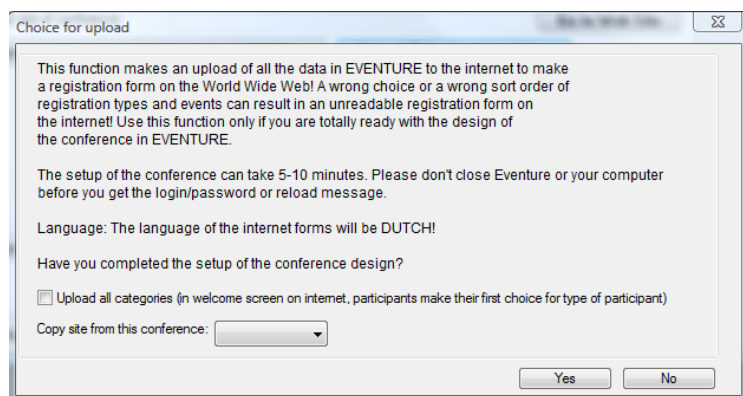 Choice for upload
This function makes an upload of all the data in EVENTURE to the internet to make
a registration form on the World Wide Web! A wrong choice or a wrong sort order of
registration types and events can result in an unreadable registration form on
the internet! Use this function only if you are totally ready with the design of
the conference in EVENTURE.
The setup of the conference can take 5-10 minutes. Please don't close Eventure or your computer
before you get the login/password or reload message.
Language: The language of the internet forms will be DUTCH!
Have you completed the setup of the conference design?
Upload all categories (in welcome screen on internet, participants make their first choice for type of participant)
Copy site from this conference:
Yes No